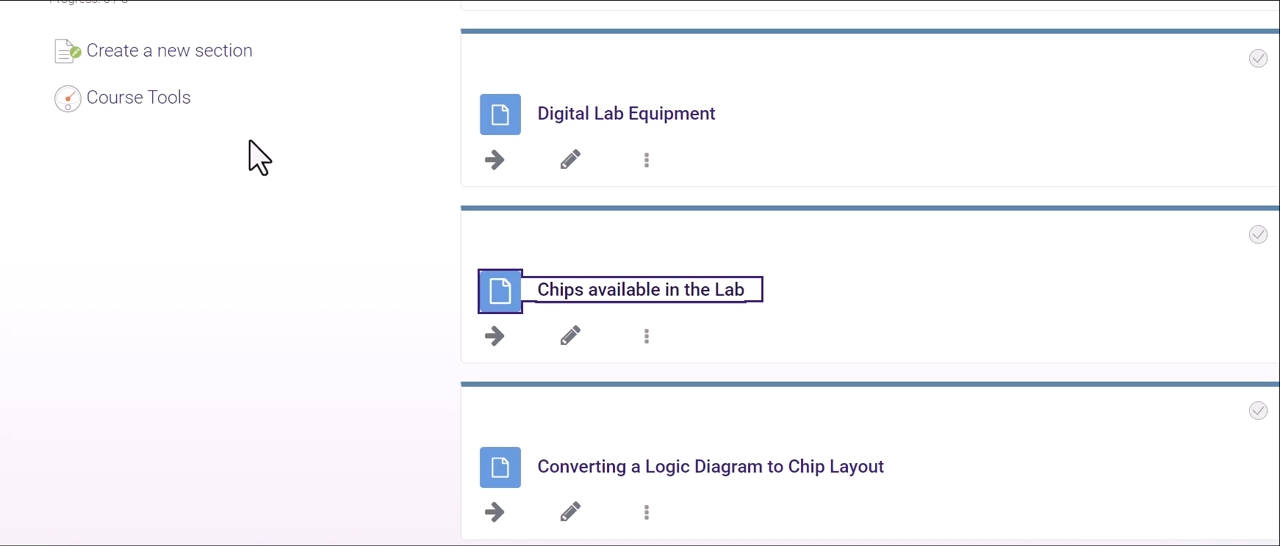 Create a new section
Course Tools
Digital Lab Equipment
Chips available in the Lab
Converting a Logic Diagram to Chip Layout